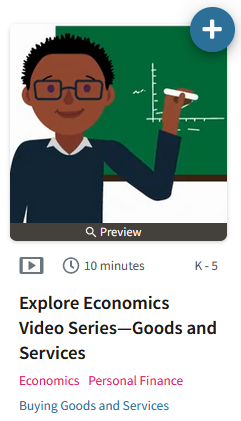 Preview
10 minutes K - 5
Explore Economics
Video Series—Goods and
Services
Economics Personal Finance
Buying Goods and Services